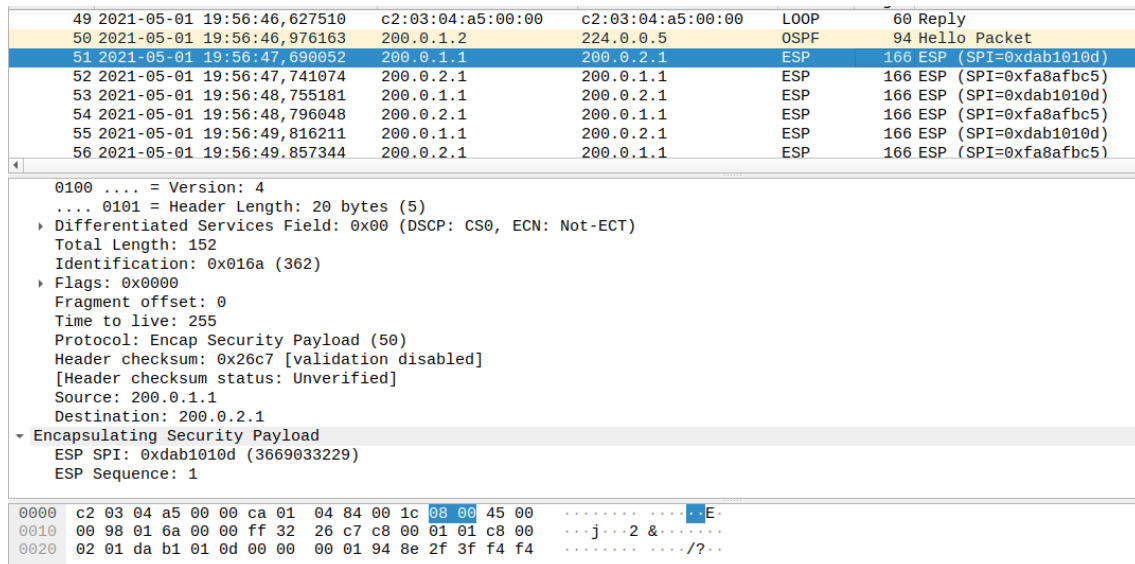 49 2021-05-01 19:56:46,627510 c2:03:04:a5:00:00 c2:03:04:a5:00:00 LOOP 60 Reply
50 2021-05-01 19:56:46,976163 200.0.1.2 224.0.0.5 OSPF 94 Hello Packet
51 2021-05-01 19:56:47,690052 200.0.1.1 200.0.2.1 ESP 166 ESP (SPI=0xdab1010d)
52 2021-05-01 19:56:47,741074 200.0.2.1 200.0.1.1 ESP 166 ESP (SPI=0xfa8afbc5)
53 2021-05-01 19:56:48,755181 200.0.1.1 200.0.2.1 ESP 166 ESP (SPI=0xdab1010d)
54 2021-05-01 19:56:48,796048 200.0.2.1 200.0.1.1 ESP 166 ESP (SPI=0xfa8afbc5)
55 2021-05-01 19:56:49,816211 200.0.1.1 200.0.2.1 ESP 166 ESP (SPI=0xdab1010d)
56 2021-05-01 19:56:49,857344 200.0.2.1 200.0.1.1 ESP 166 ESP (SPI=0xfa8afbc5)
0100 .... = Version: 4
.... 0101 = Header Length: 20 bytes (5)
Differentiated Services Field: 0x00 (DSCP: CS0, ECN: Not-ECT)
Total Length: 152
Identification: 0x016a (362)
Flags: 0x0000
Fragment offset: 0
Time to live: 255
Protocol: Encap Security Payload (50)
Header checksum: 0x26c7 [validation disabled]
[Header checksum status: Unverified]
Source: 200.0.1.1
Destination: 200.0.2.1
Encapsulating Security Payload
ESP SPI: 0xdab1010d (3669033229)
ESP Sequence: 1
0000 c2 03 04 a5 00 00 ca 01 04 84 00 1c 08 00 45 00 ········ ······E·
0010 00 98 01 6a 00 00 ff 32 26 c7 c8 00 01 01 c8 00 ···j···2 &·······
0020 02 01 da b1 01 0d 00 00 00 01 94 8e 2f 3f f4 f4 ········ ····/?··